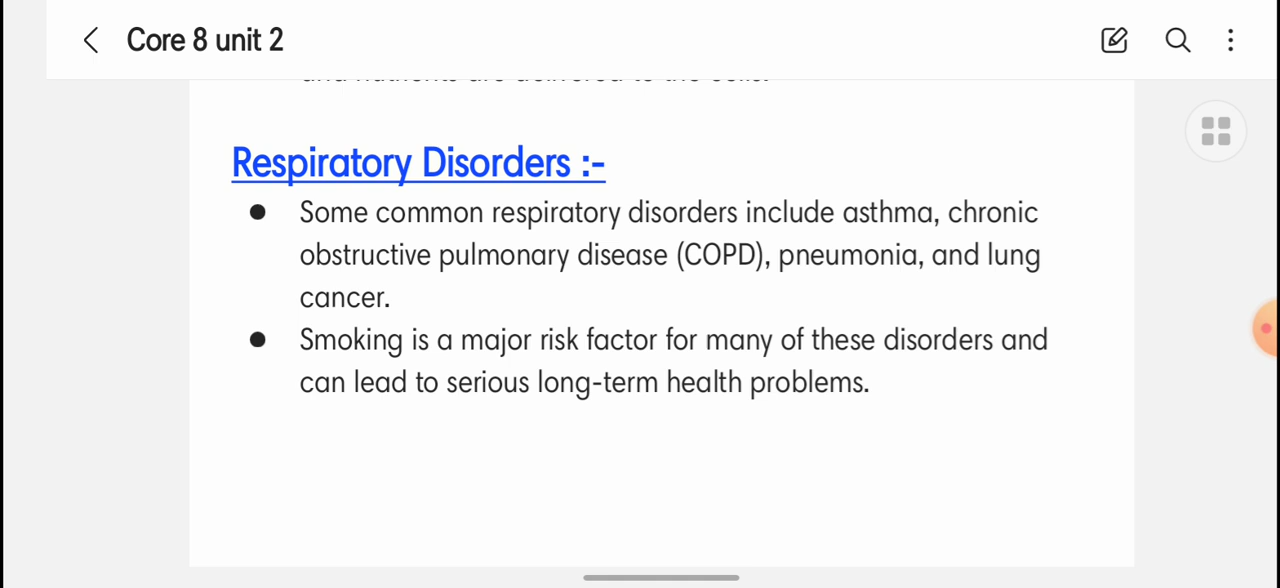 Core 8 unit 2
Respiratory Disorders :-
● Some common respiratory disorders include asthma, chronic
obstructive pulmonary disease (COPD), pneumonia, and lung
cancer.
● Smoking is a major risk factor for many of these disorders and
can lead to serious long-term health problems.